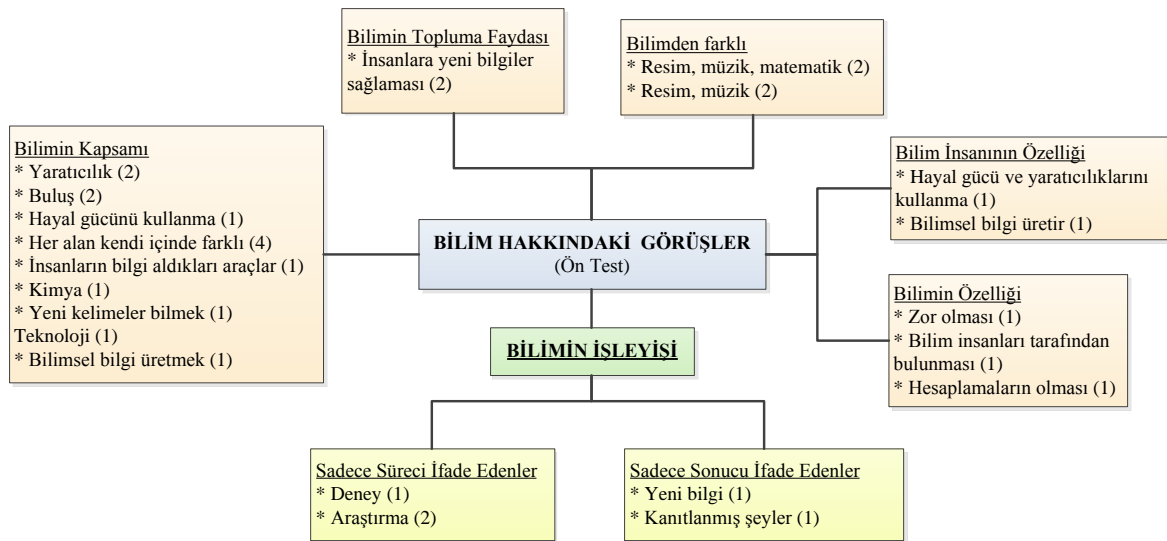 Bilimin Topluma Faydası
* İnsanlara yeni bilgiler
sağlaması (2)
Bilimden farklı
* Resim, müzik, matematik (2)
* Resim, müzik (2)
Bilimin Kapsamı
* Yaratıcılık (2)
* Buluş (2)
* Hayal gücünü kullanma (1)
* Her alan kendi içinde farklı (4)
* İnsanların bilgi aldıkları araçlar (1)
* Kimya (1)
* Yeni kelimeler bilmek (1)
Teknoloji (1)
* Bilimsel bilgi üretmek (1)
BİLİM HAKKINDAKİ GÖRÜŞLER
(Ön Test)
Bilim İnsanının Özelliği
* Hayal gücü ve yaratıcılıklarını
kullanma (1)
* Bilimsel bilgi üretir (1)
Bilimin Özelliği
* Zor olması (1)
* Bilim insanları tarafından
bulunması (1)
* Hesaplamaların olması (1)
BİLİMİN İŞLEYİŞİ
Sadece Süreci İfade Edenler
* Deney (1)
* Araştırma (2)
Sadece Sonucu İfade Edenler
* Yeni bilgi (1)
* Kanıtlanmış şeyler (1)